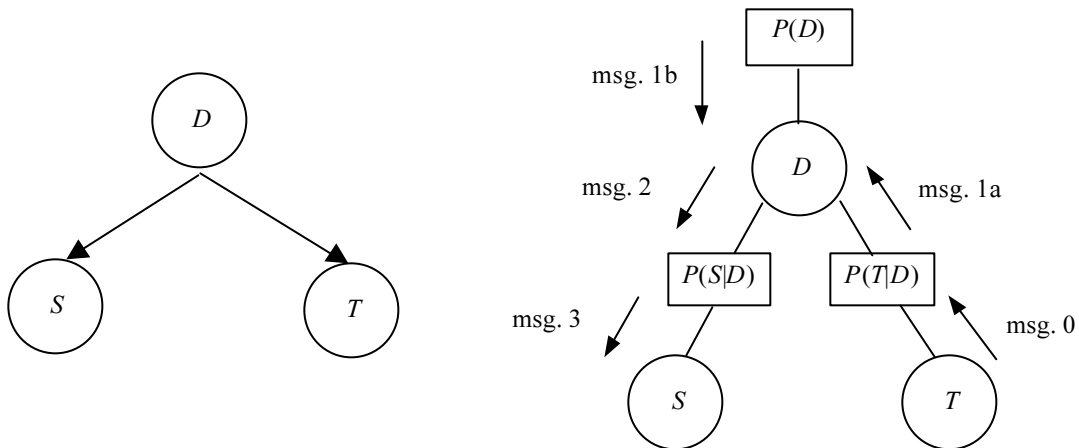 D
S
T
P(D)
msg. 1b
D
msg. 2
msg. 1a
P(S|D)
P(T|D)
msg. 3
msg. 0
S
T